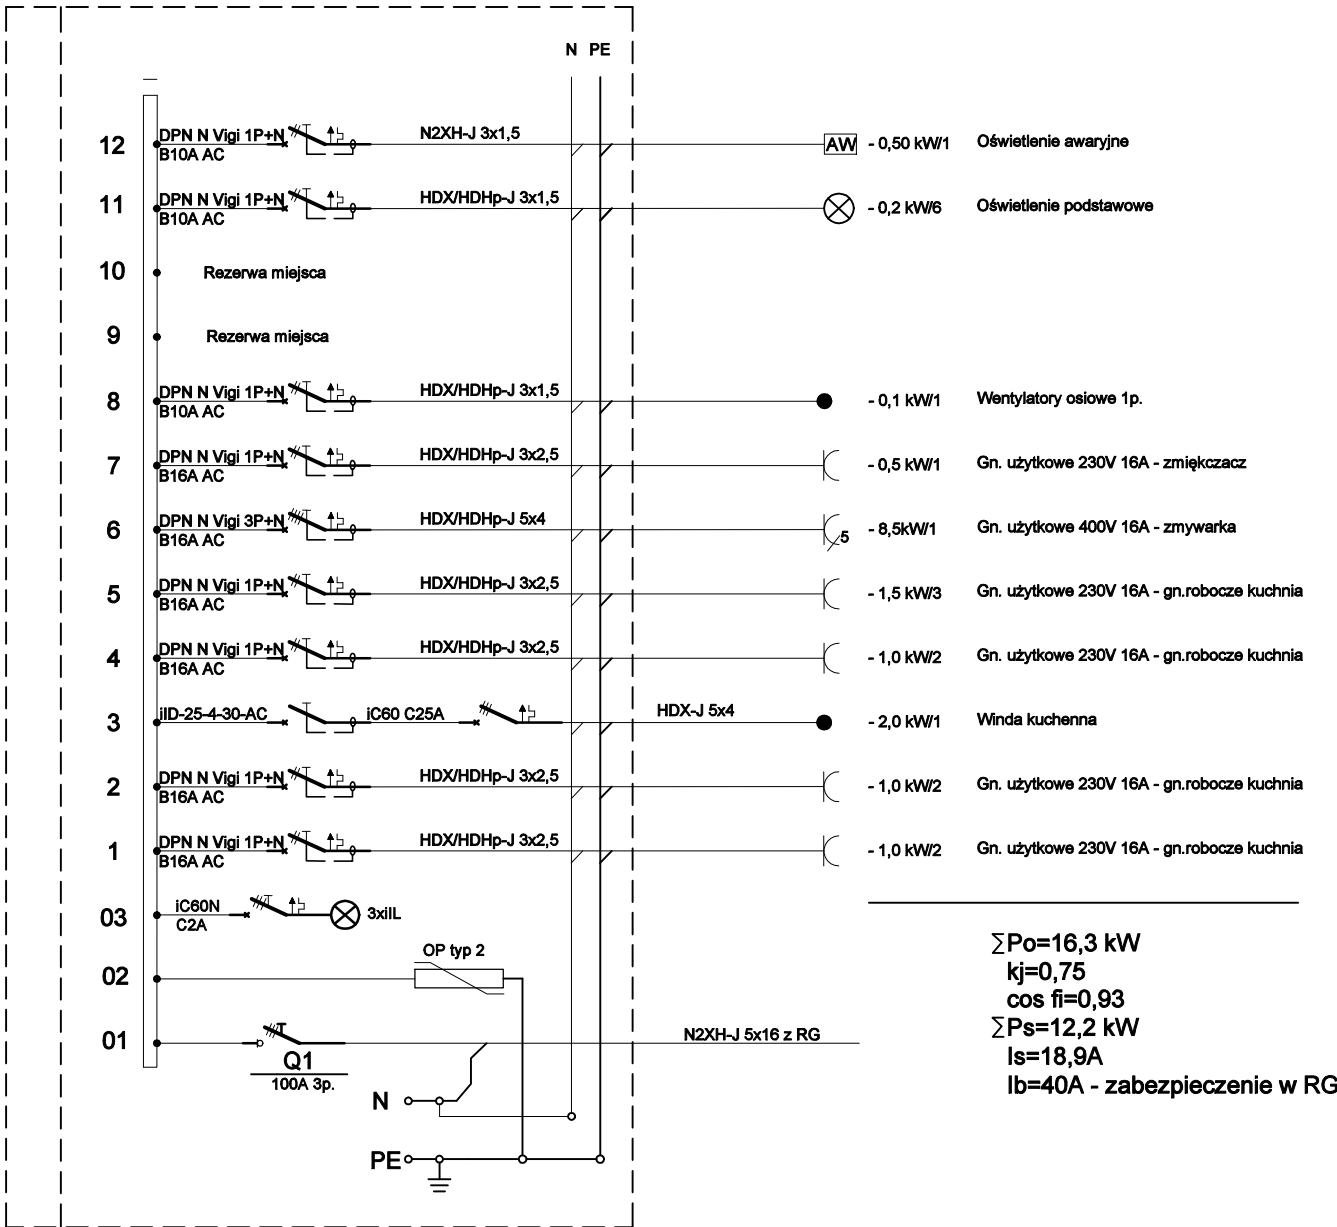 N PE
12 DPN N Vigi 1P+N N2XH-J 3x1,5 AW - 0,50 kW/1 Oświetlenie awaryjne
B10A AC
11 DPN N Vigi 1P+N HDX/HDHp-J 3x1,5 - 0,2 kW/6 Oświetlenie podstawowe
B10A AC
10 Rezerwa miejsca
9 Rezerwa miejsca
8 DPN N Vigi 1P+N HDX/HDHp-J 3x1,5 - 0,1 kW/1 Wentylatory osiowe 1p.
B10A AC
7 DPN N Vigi 1P+N HDX/HDHp-J 3x2,5 - 0,5 kW/1 Gn. użytkowe 230V 16A - zmiękczacz
B16A AC
6 DPN N Vigi 3P+N HDX/HDHp-J 5x4 5 - 8,5kW/1 Gn. użytkowe 400V 16A - zmywarka
B16A AC
5 DPN N Vigi 1P+N HDX/HDHp-J 3x2,5 - 1,5 kW/3 Gn. użytkowe 230V 16A - gn.robocze kuchnia
B16A AC
4 DPN N Vigi 1P+N HDX/HDHp-J 3x2,5 - 1,0 kW/2 Gn. użytkowe 230V 16A - gn.robocze kuchnia
B16A AC
3 iID-25-4-30-AC iC60 C25A HDX-J 5x4 - 2,0 kW/1 Winda kuchenna
2 DPN N Vigi 1P+N HDX/HDHp-J 3x2,5 - 1,0 kW/2 Gn. użytkowe 230V 16A - gn.robocze kuchnia
B16A AC
1 DPN N Vigi 1P+N HDX/HDHp-J 3x2,5 - 1,0 kW/2 Gn. użytkowe 230V 16A - gn.robocze kuchnia
B16A AC
03 iC60N 3xiIL
C2A
02 OP typ 2
01 Q1 N2XH-J 5x16 z RG
100A 3p.
N
PE
∑Po=16,3 kW
kj=0,75
cos fi=0,93
∑Ps=12,2 kW
Is=18,9A
Ib=40A - zabezpieczenie w RG